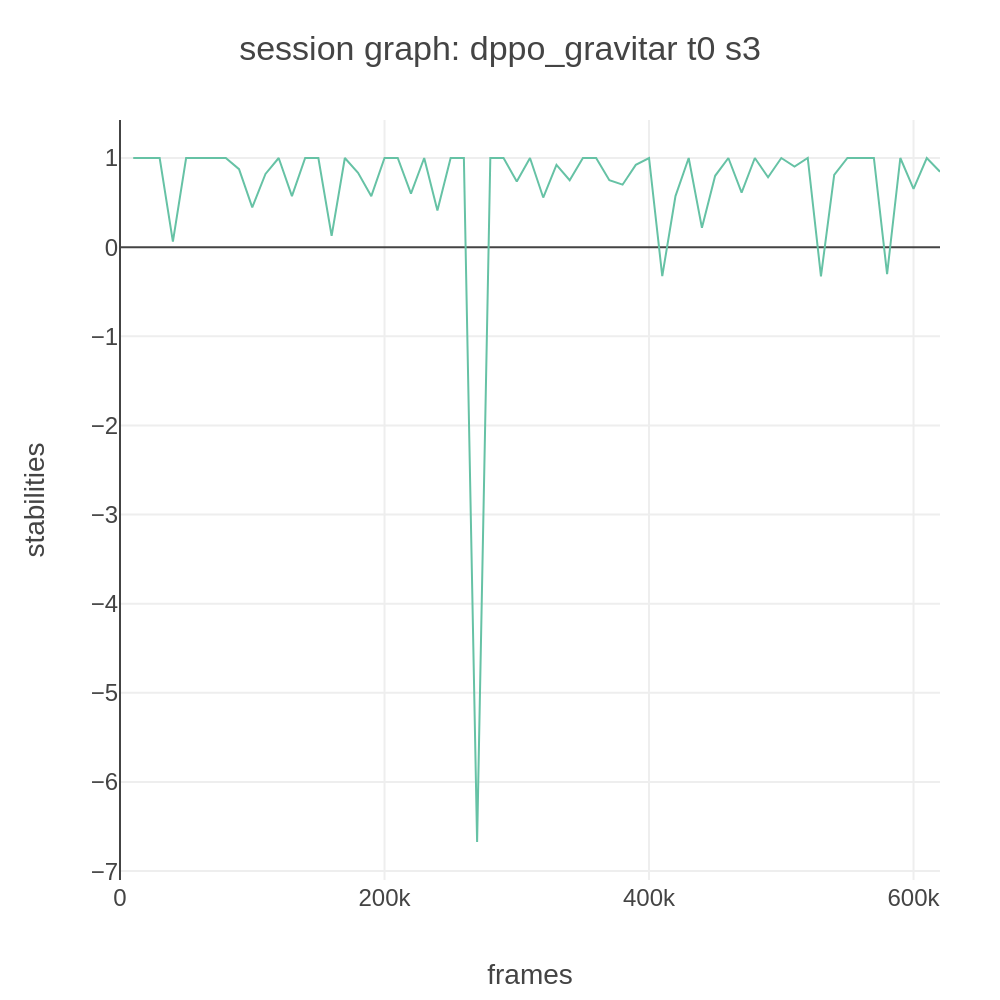 session graph: dppo_gravitar t0 s3
1
0
−1
−2
−3
−4
−5
−6
−7
0
200k
400k
600k
stabilities
frames